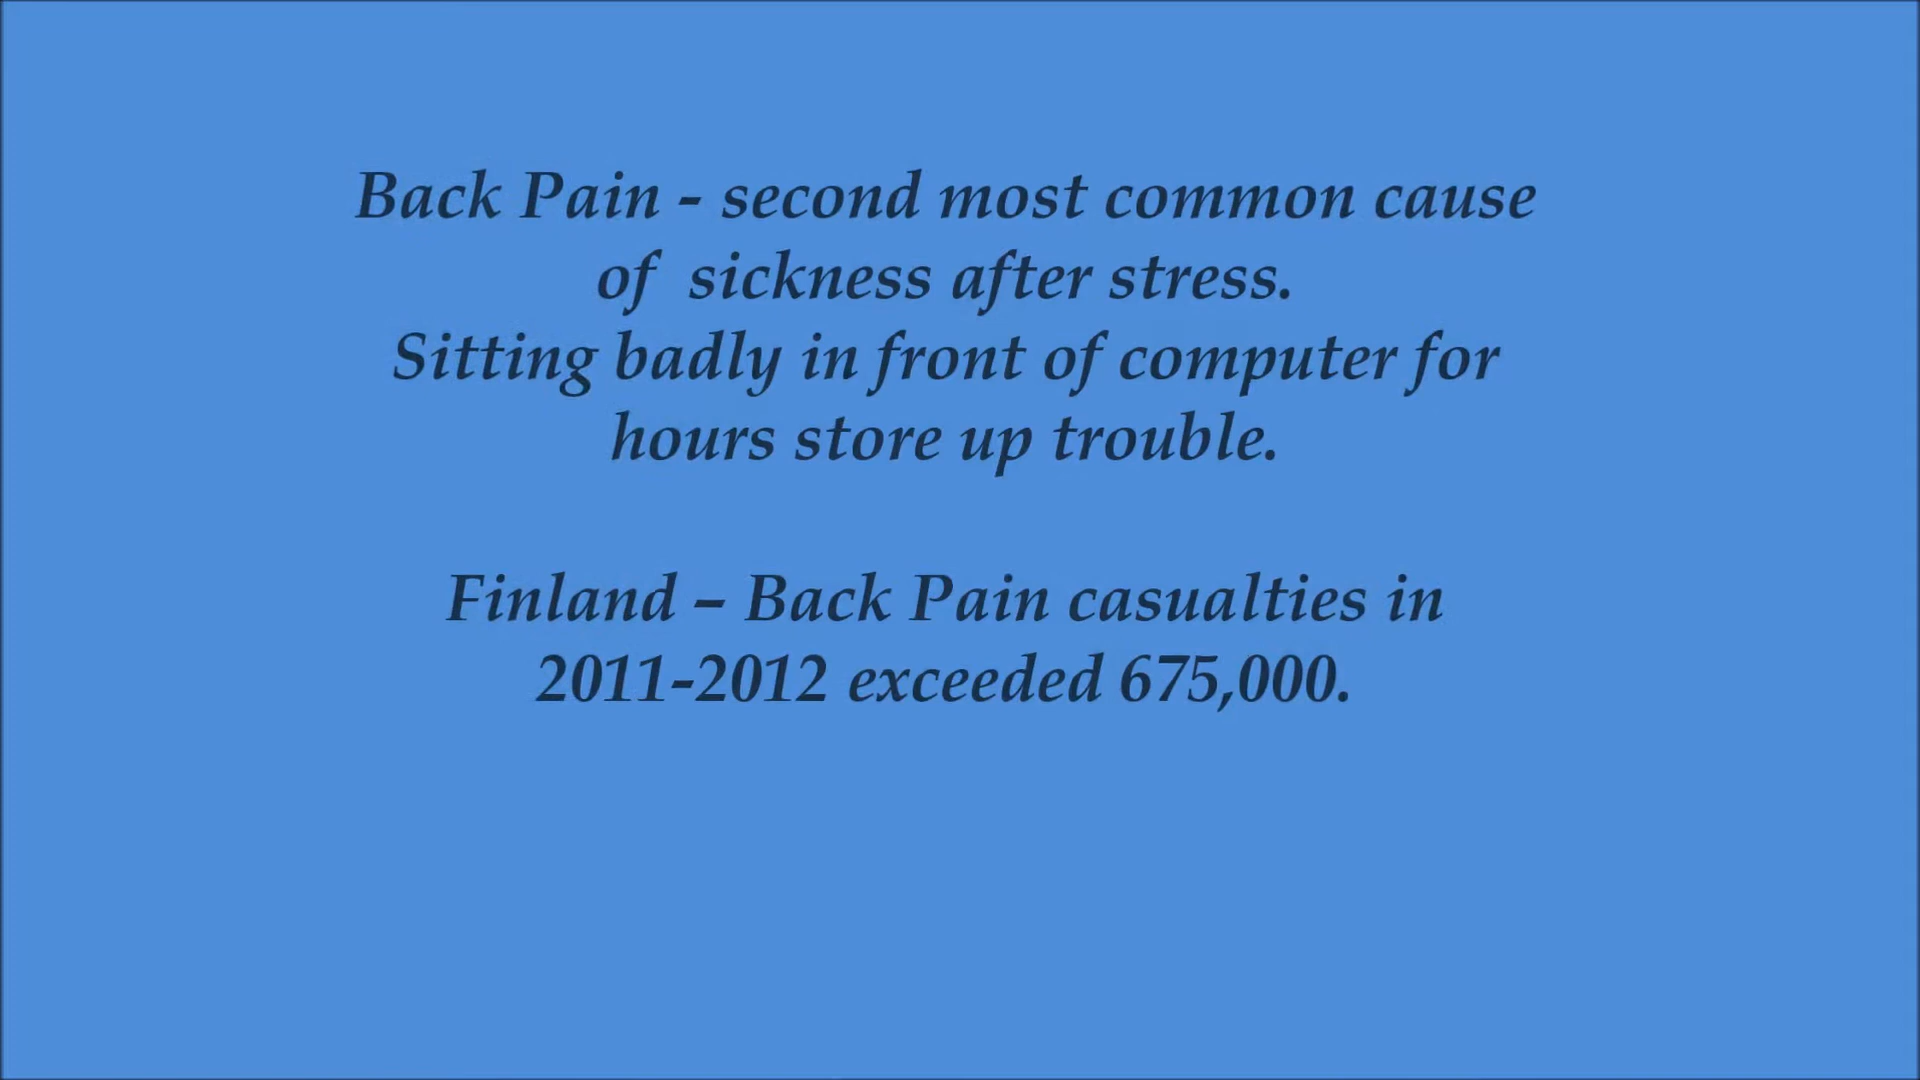 Back Pain - second most common cause
of  sickness after stress.
Sitting badly in front of computer for
hours store up trouble.
Finland – Back Pain casualties in
2011-2012 exceeded 675,000.